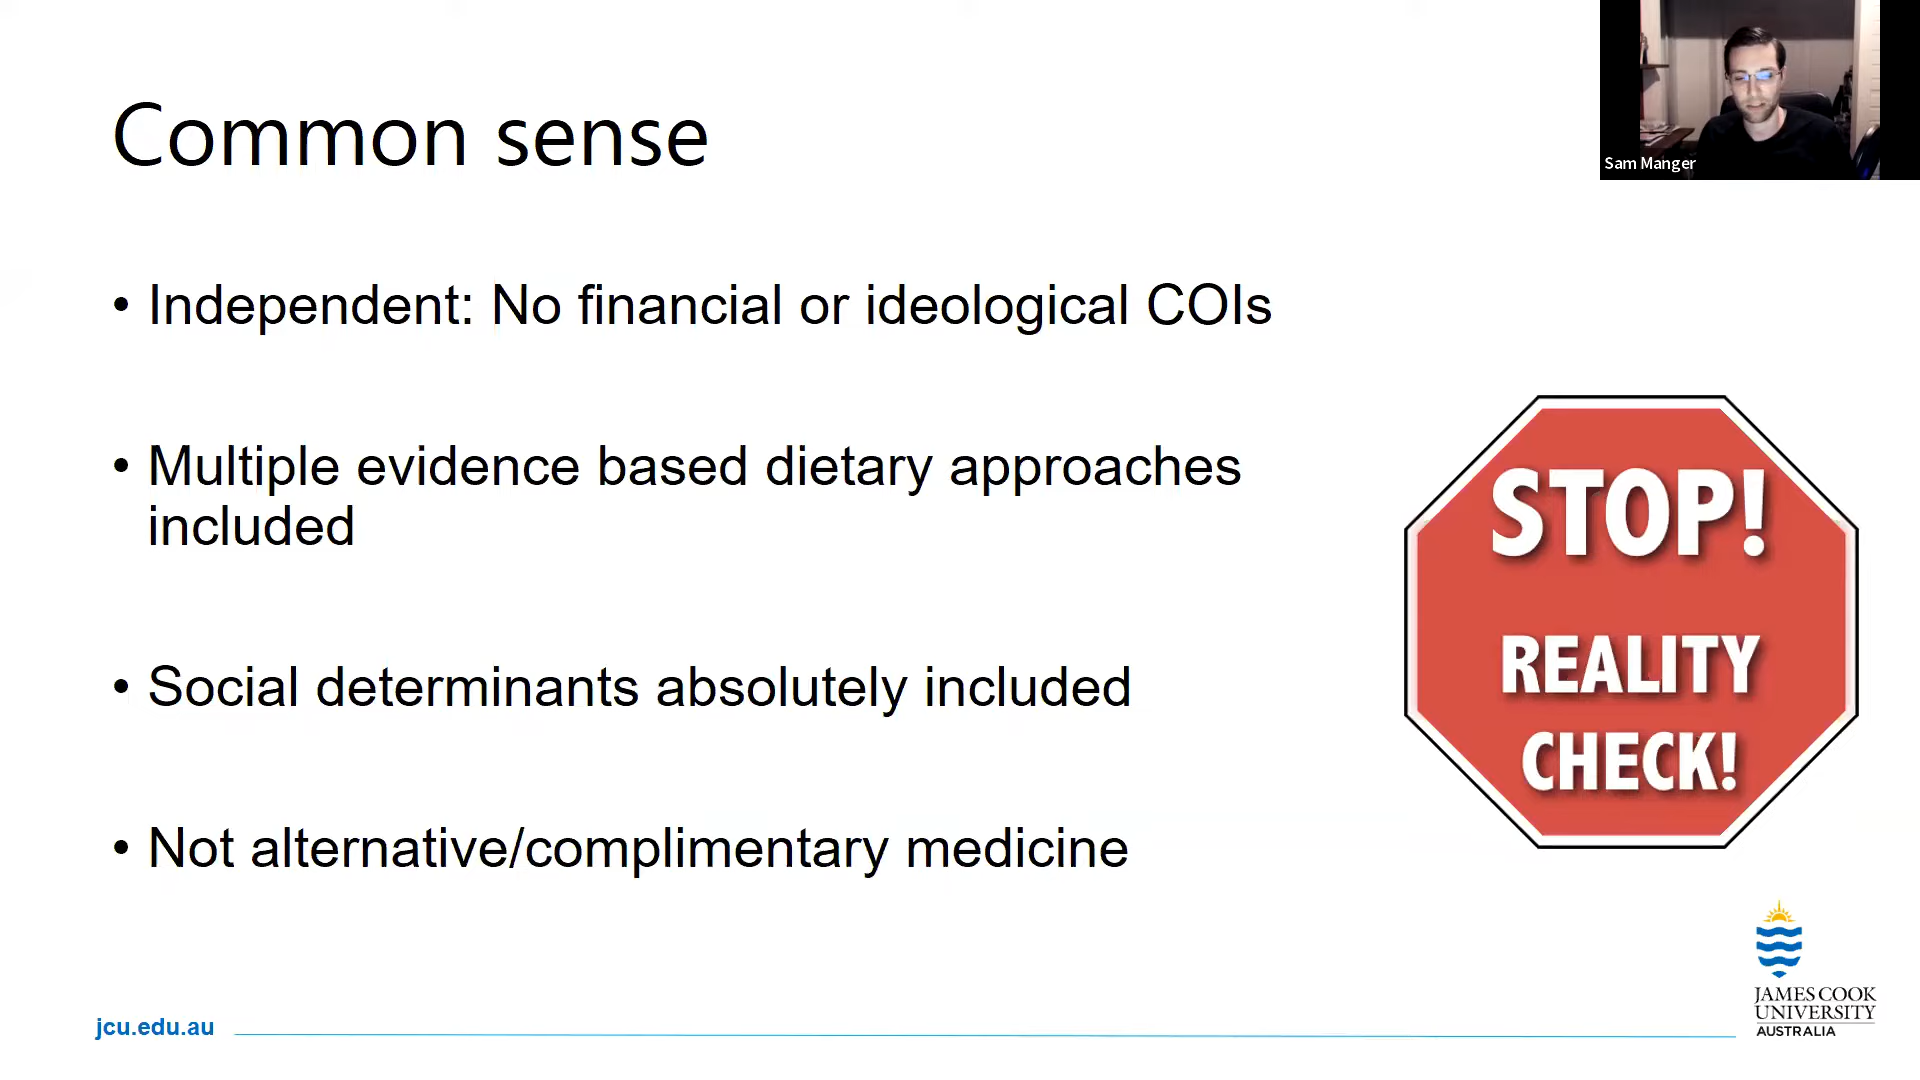 Common sense
Sam Manger
• Independent: No financial or ideological COIs
• Multiple evidence based dietary approaches
included
• Social determinants absolutely included
• Not alternative/complimentary medicine
STOP!
REALITY
CHECK!
jcu.edu.au
JAMES COOK
UNIVERSITY
AUSTRALIA